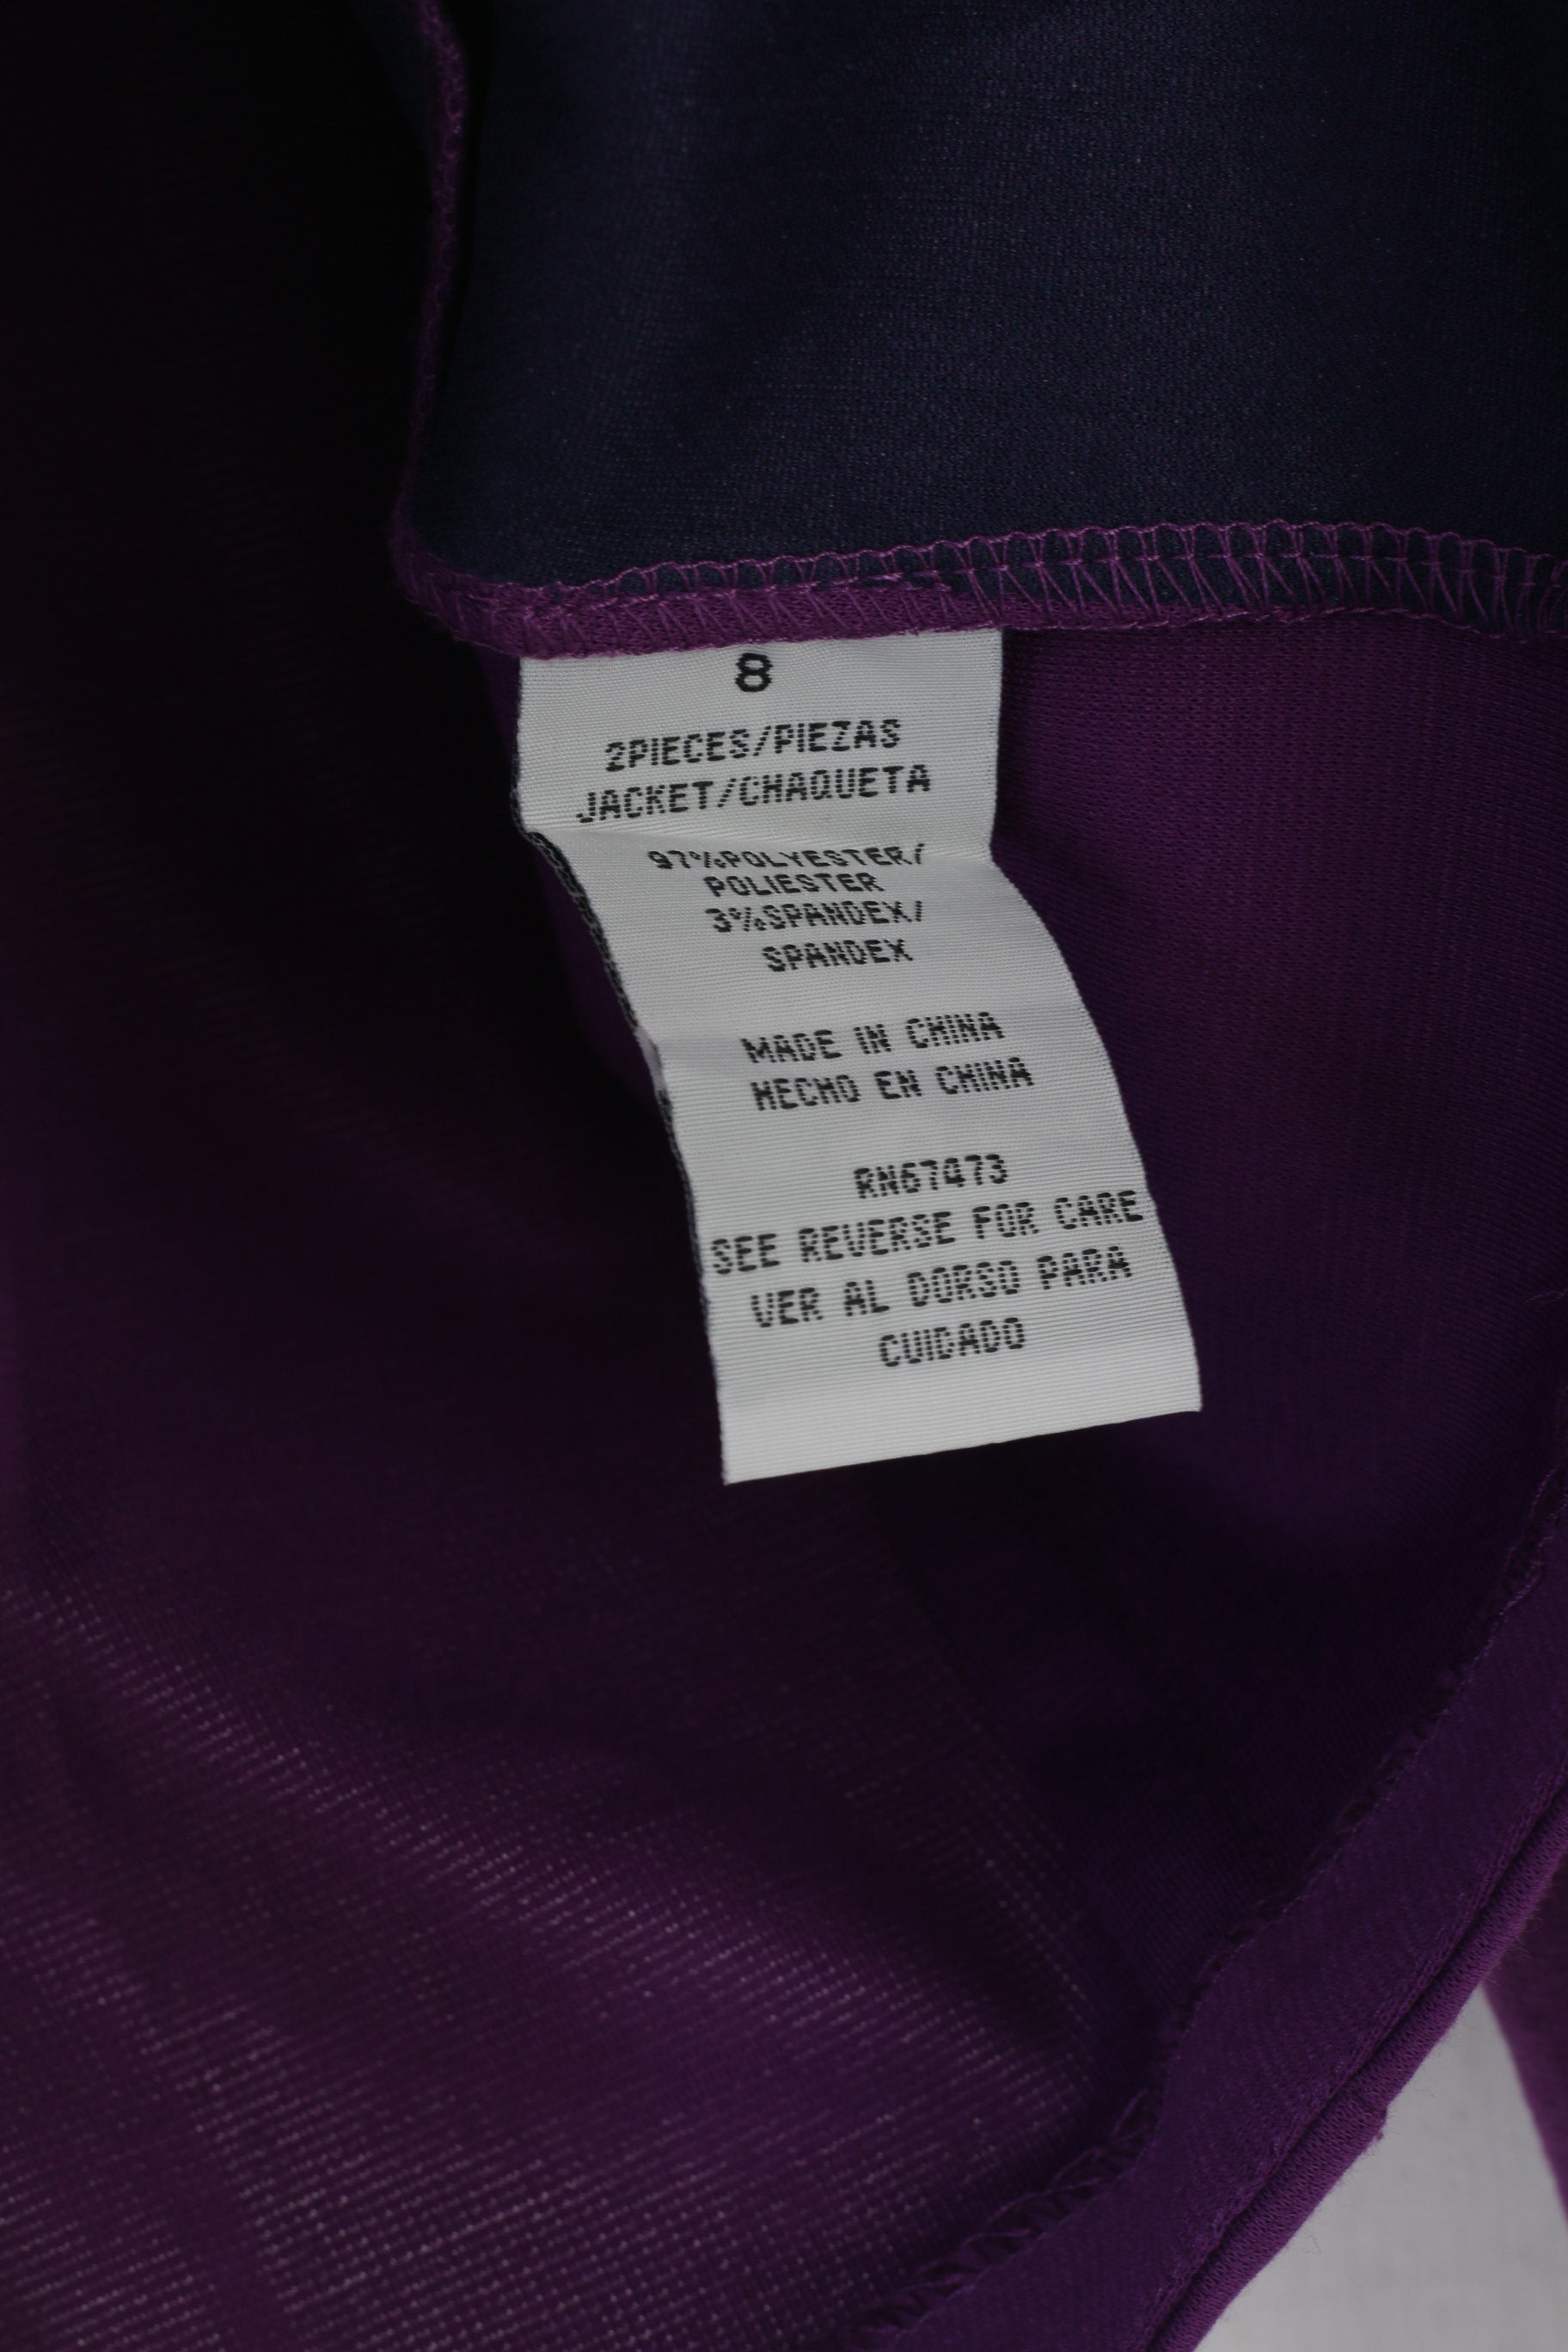 8
2PIECES/PIEZAS
JACKET/CHAQUETA
97%POLYESTER/
POLIESTER
3%SPANDEX/
SPANDEX
MADE IN CHINA
HECHO EN CHINA
RN67473
SEE REVERSE FOR CARE
VER AL DORSO PARA
CUIDADO